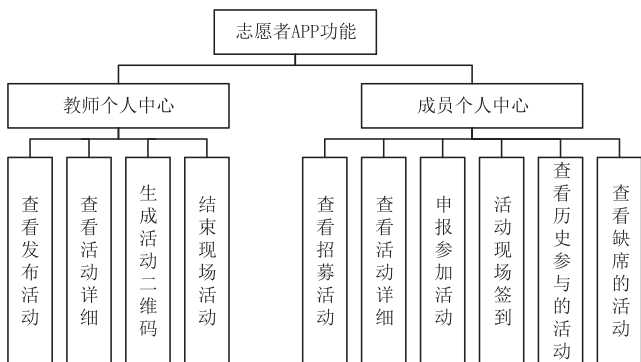 志愿者APP功能
教师个人中心
成员个人中心
查看发布活动
查看活动详细
生成活动二维码
结束现场活动
查看招募活动
查看活动详细
申报参加活动
活动现场签到
查看历史参与的活动
查看缺席的活动